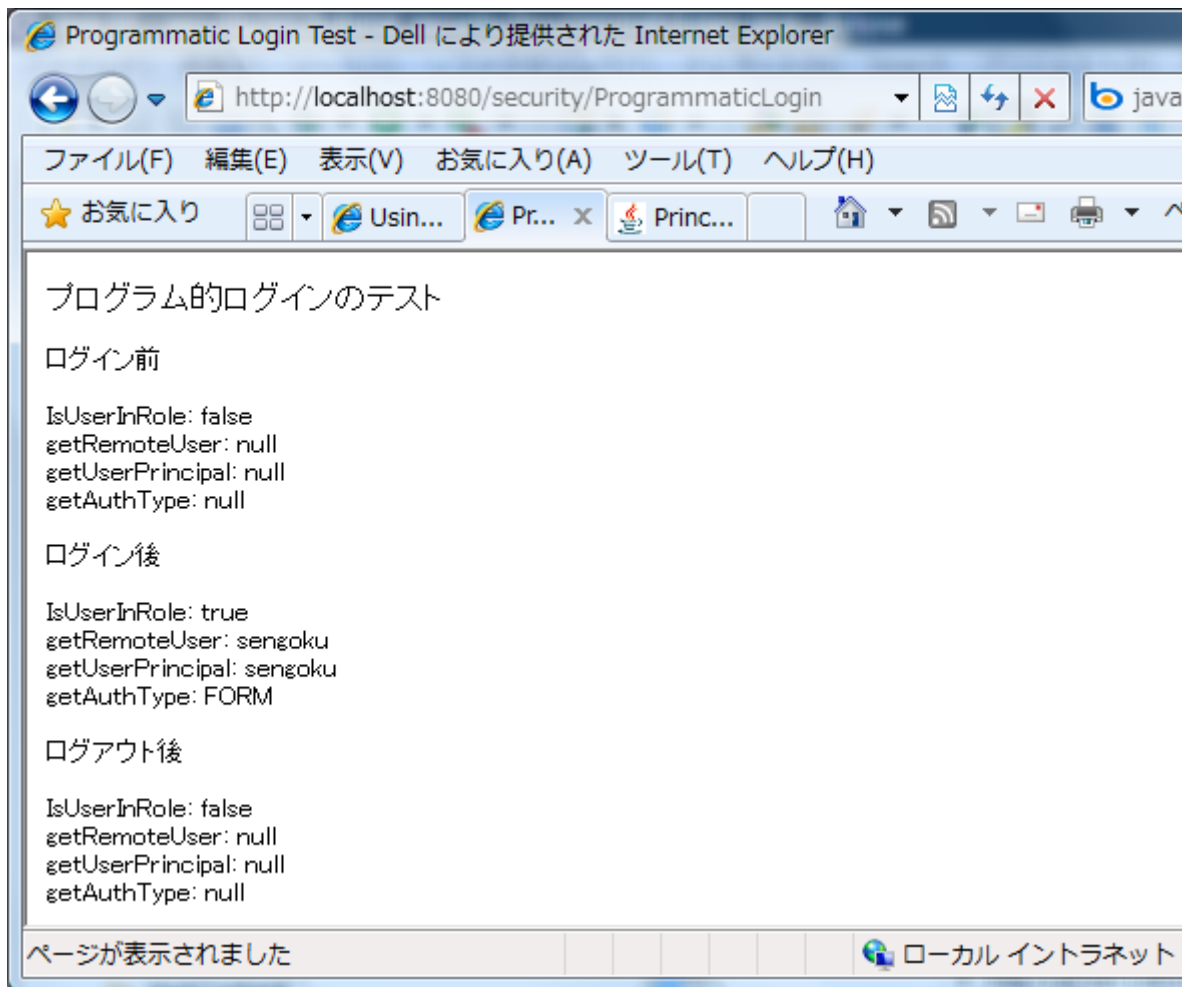 Programmatic Login Test - Dell により提供された Internet Explorer
http://localhost:8080/security/ProgrammaticLogin
java
ファイル(F) 編集(E) 表示(V) お気に入り(A) ツール(T) ヘルプ(H)
お気に入り Usin... Pr... Princ...
プログラム的ログインのテスト
ログイン前
IsUserInRole: false
getRemoteUser: null
getUserPrincipal: null
getAuthType: null
ログイン後
IsUserInRole: true
getRemoteUser: sengoku
getUserPrincipal: sengoku
getAuthType: FORM
ログアウト後
IsUserInRole: false
getRemoteUser: null
getUserPrincipal: null
getAuthType: null
ページが表示されました
ローカル イントラネット